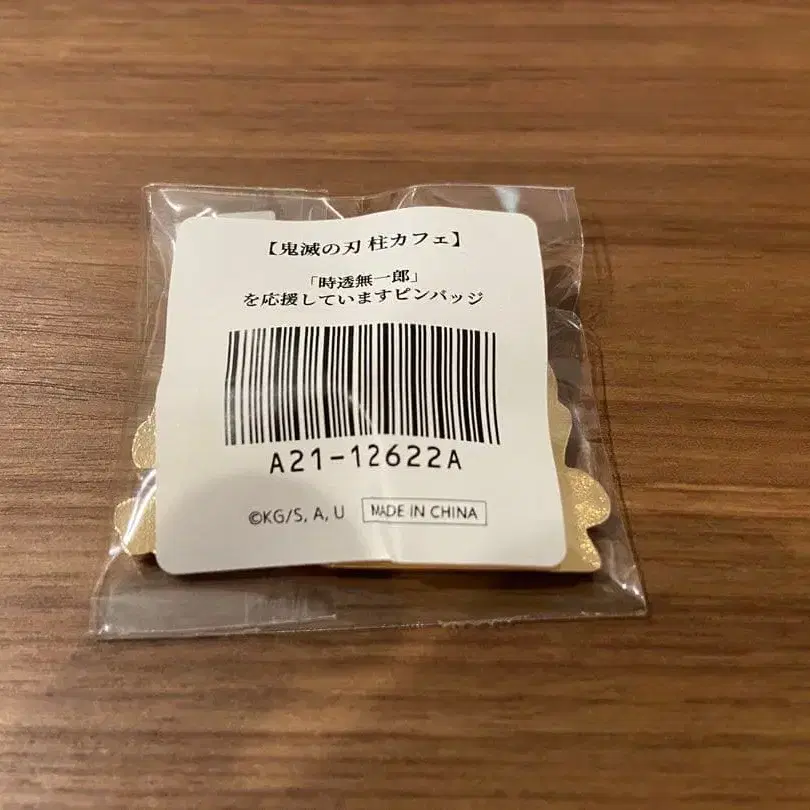 【鬼滅の刃 柱カフェ】
「時透無一郎」
を応援していますピンバッジ
A21-12622A
©KG/S, A, U MADE IN CHINA